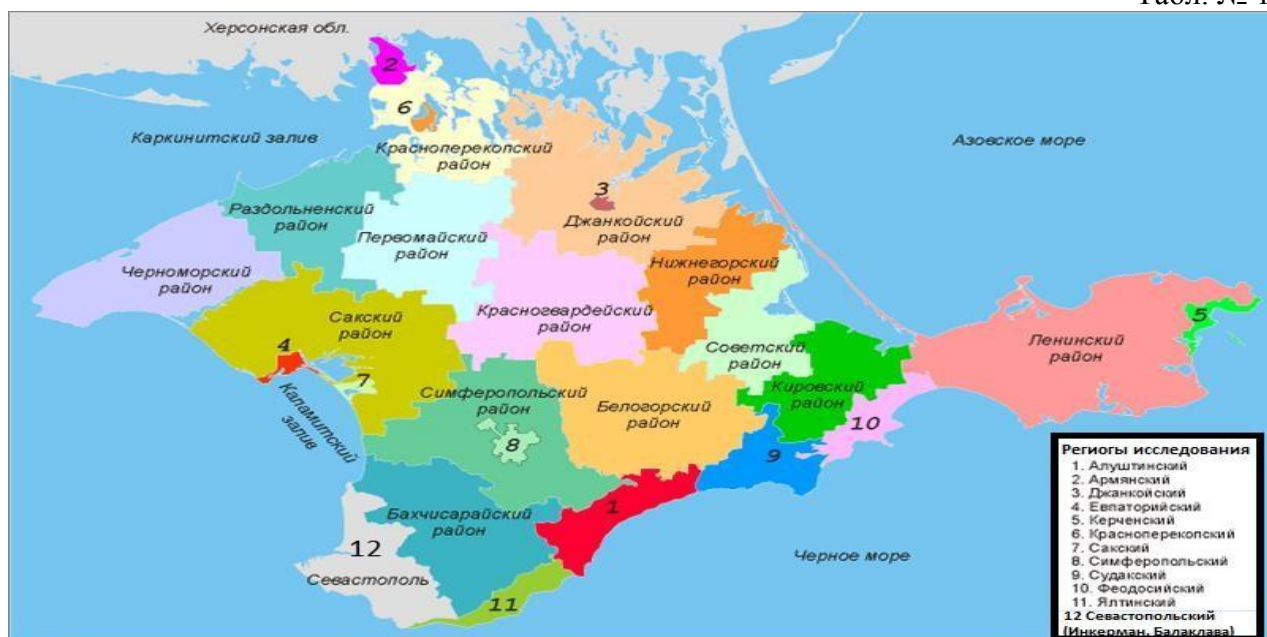 Табл. № 1
Херсонская обл.
2
6
Каркинитский залив
Азовское море
Красноперекопский
район
3
Раздольненский
район
Джанкойский
район
Первомайский
район
Черноморский
район
Нижнегорский
район
Красногвардейский
район
Сакский
район
5
4
Советский
район
Ленинский
район
7
Каламитский
залив
Симферопольский
район
Кировский
район
Белогорский
район
10
8
9
Региогы исследования
1. Алуштинский
2. Армянский
3. Джанкойский
4. Евпаторийский
5. Керченский
6. Красноперекопский
7. Сакский
8. Симферопольский
9. Судакский
10. Феодосийский
11. Ялтинский
12 Севастопольский
(Инкерман, Балаклава)
1
Бахчисарайский
район
12
Черное море
Севастополь
11